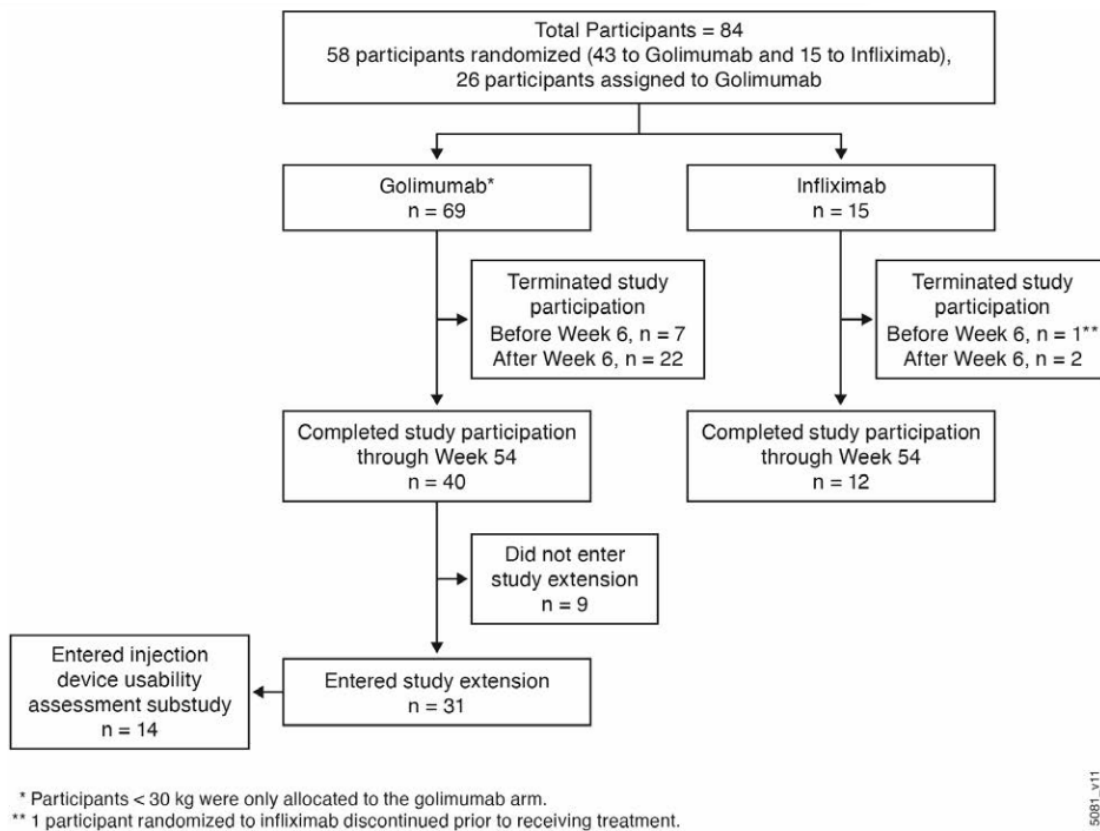 Total Participants = 84
58 participants randomized (43 to Golimumab and 15 to Infliximab),
26 participants assigned to Golimumab
Golimumab*
n = 69
Infliximab
n = 15
Terminated study
participation
Before Week 6, n = 7
After Week 6, n = 22
Terminated study
participation
Before Week 6, n = 1**
After Week 6, n = 2
Completed study participation
through Week 54
n = 40
Completed study participation
through Week 54
n = 12
Did not enter
study extension
n = 9
Entered injection
device usability
assessment substudy
n = 14
Entered study extension
n = 31
* Participants < 30 kg were only allocated to the golimumab arm.
** 1 participant randomized to infliximab discontinued prior to receiving treatment.
5081_v11